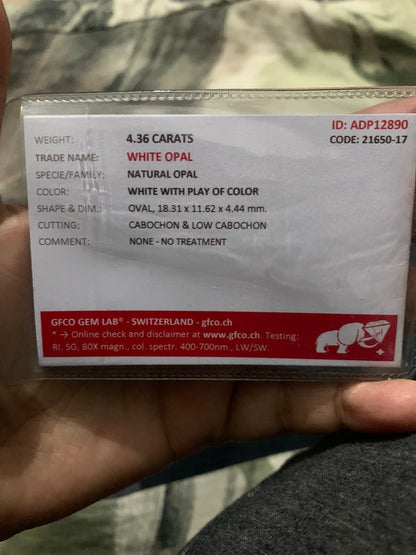 ID: ADP12890
WEIGHT: 4.36 CARATS CODE: 21650-17
TRADE NAME: WHITE OPAL
SPECIE/FAMILY: NATURAL OPAL
COLOR: WHITE WITH PLAY OF COLOR
SHAPE & DIM.: OVAL, 18.31 x 11.62 x 4.44 mm.
CUTTING: CABOCHON & LOW CABOCHON
COMMENT: NONE - NO TREATMENT
GFCO GEM LAB® - SWITZERLAND - gfco.ch
* → Online check and disclaimer at www.gfco.ch. Testing:
RI, SG, 80X magn., col. spectr. 400-700nm., LW/SW.